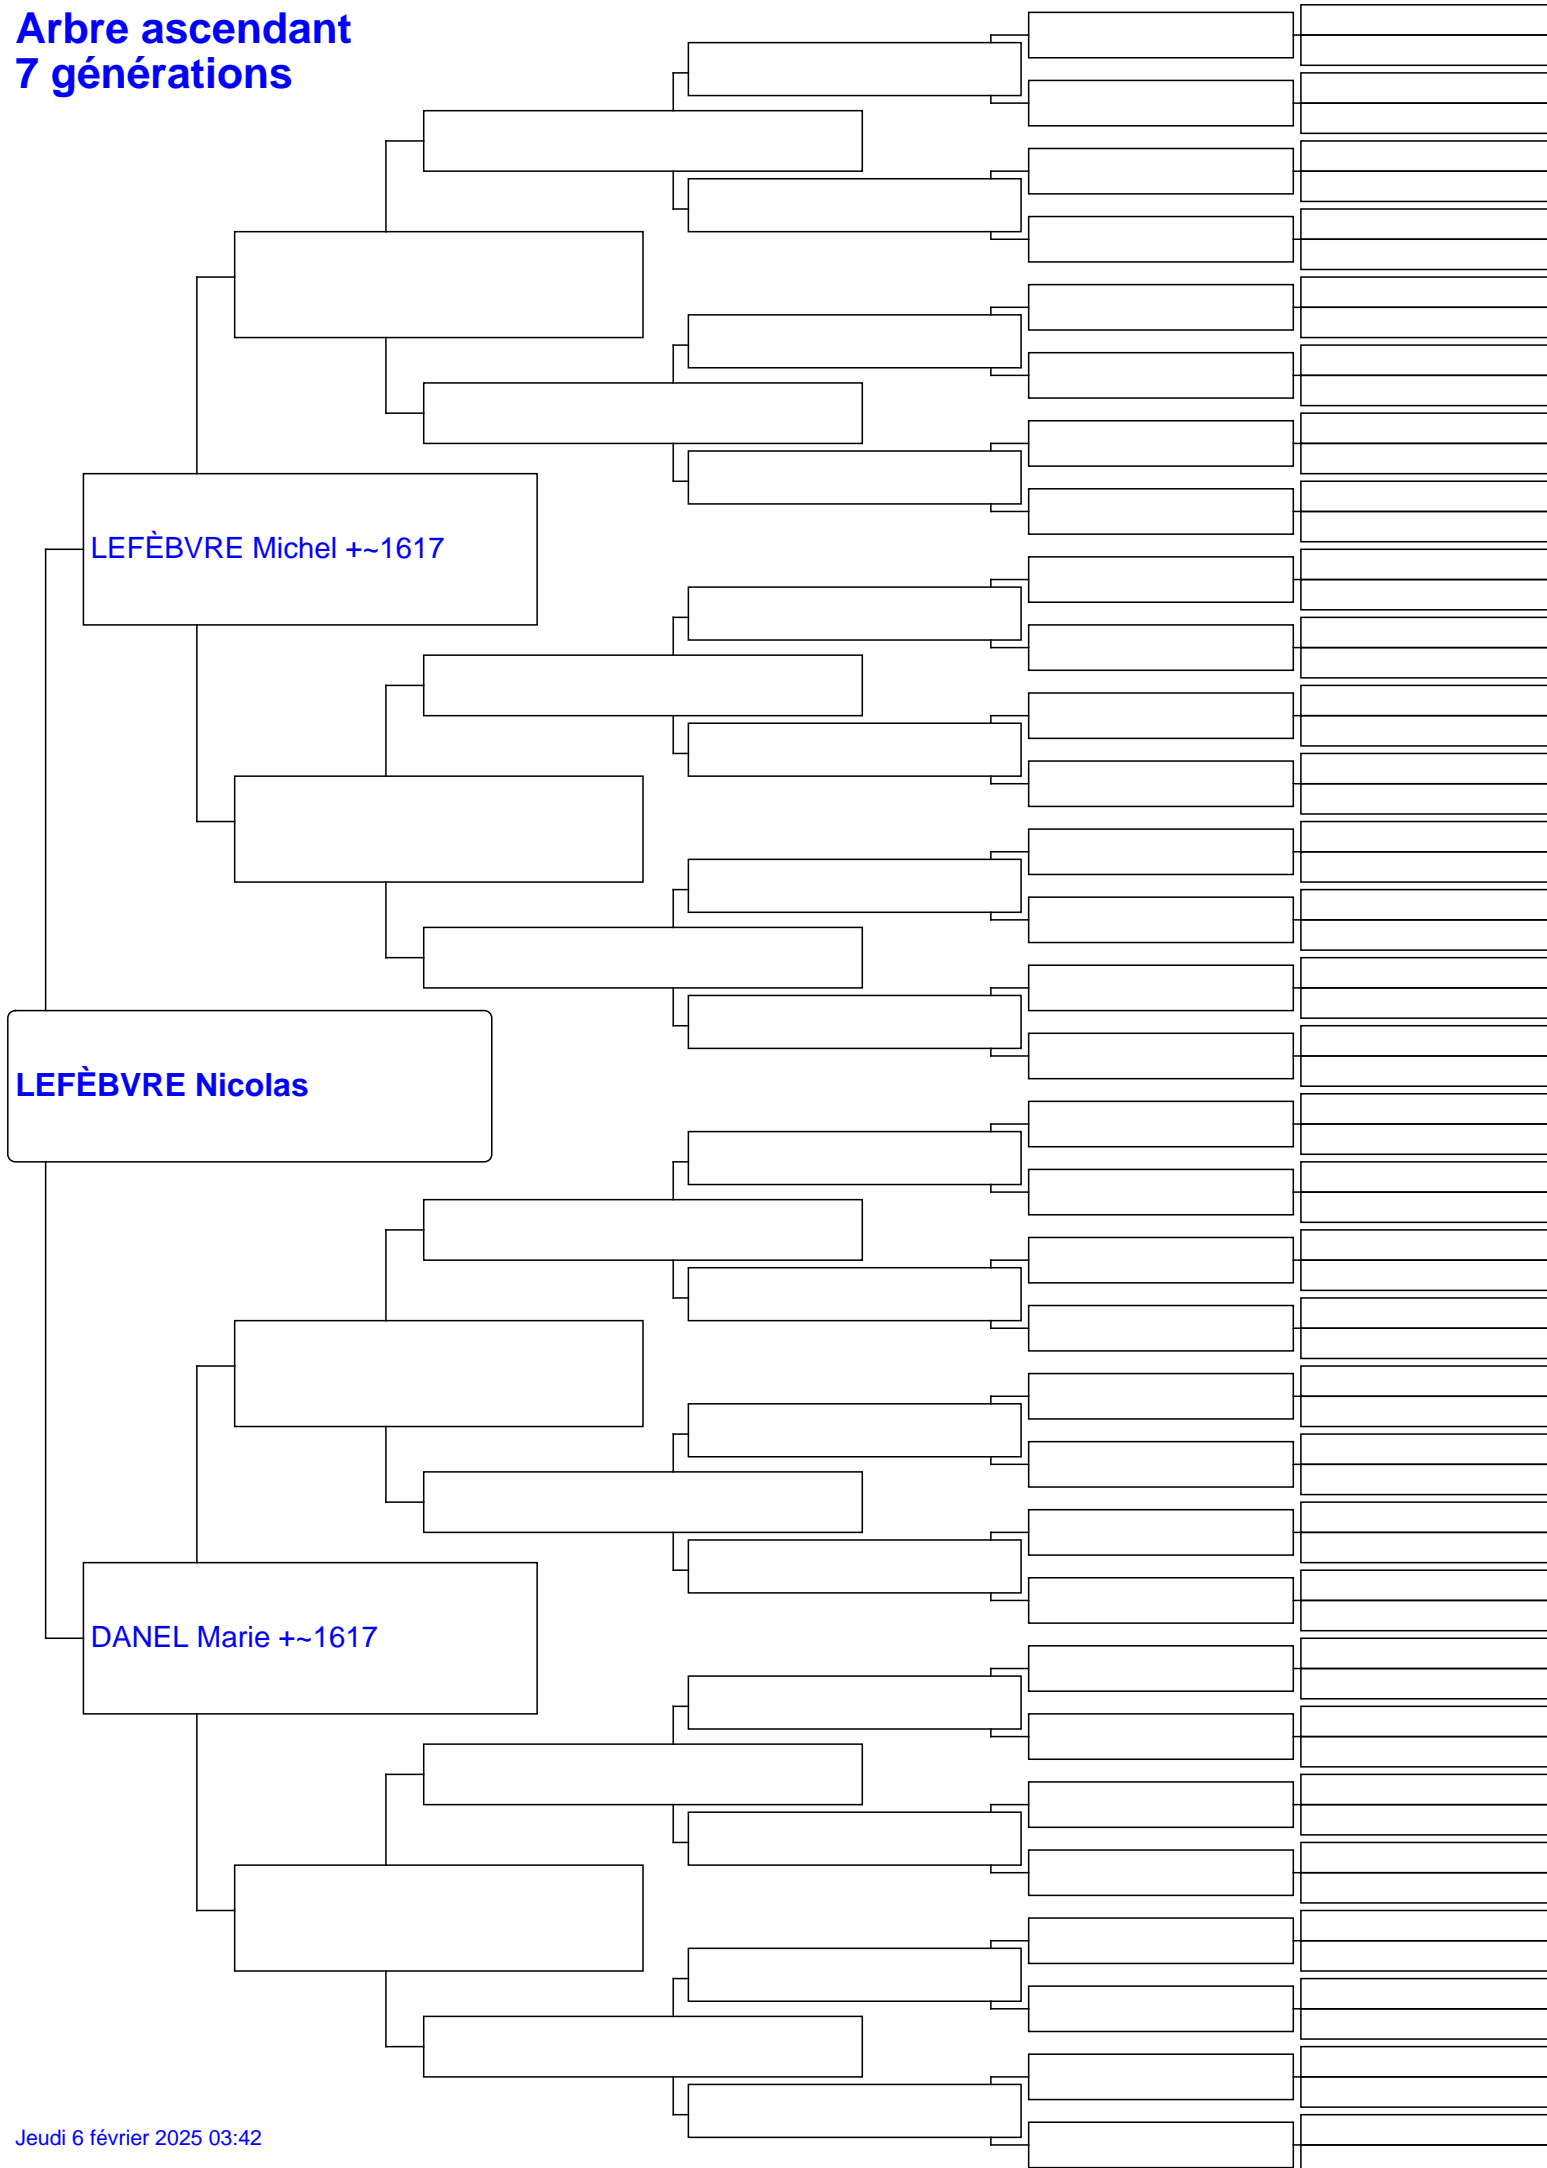 Arbre ascendant
7 générations
LEFÈBVRE Michel +~1617
LEFÈBVRE Nicolas
DANEL Marie +~1617
Jeudi 6 février 2025 03:42